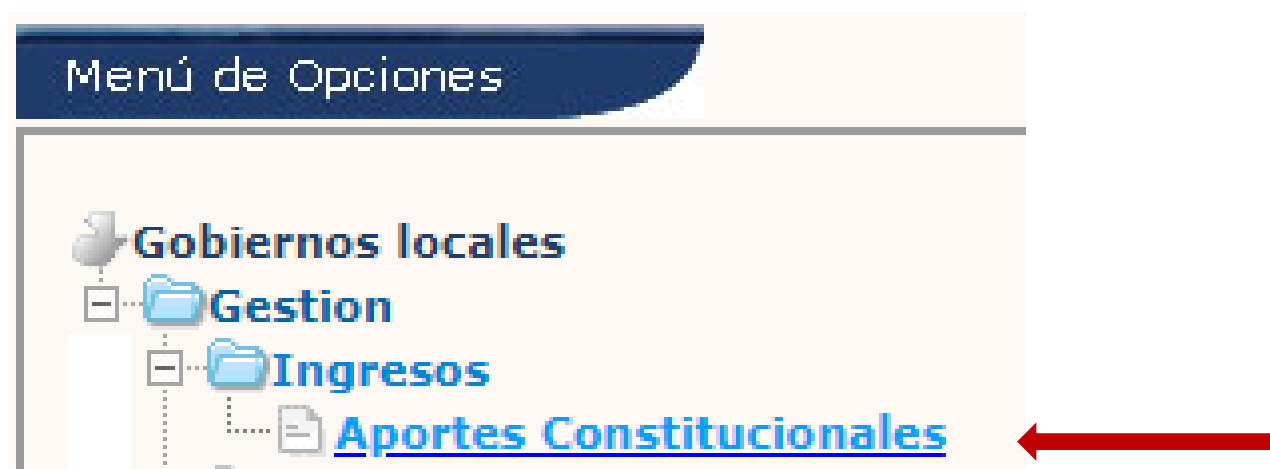 Menú de Opciones
Gobiernos locales
Gestion
Ingresos
Aportes Constitucionales